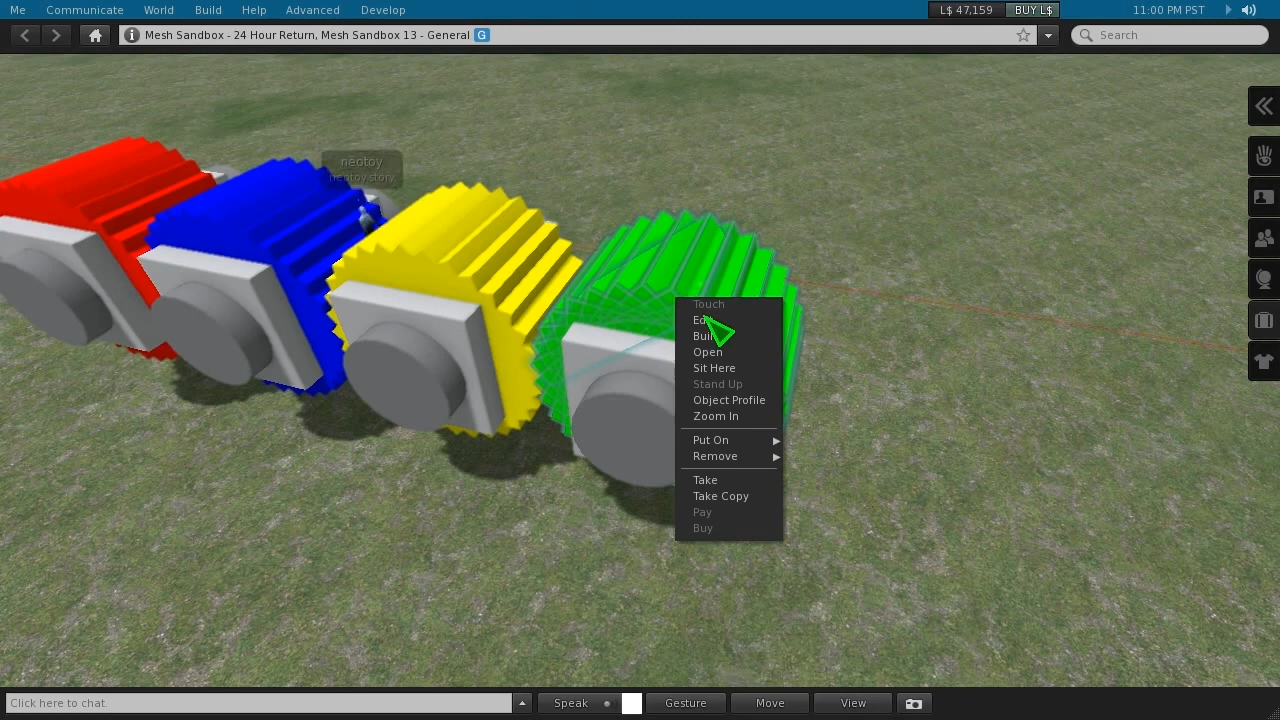 Me Communicate World Build Help Advanced Develop L$ 47,159 BUY L$ 11:00 PM PST
Mesh Sandbox - 24 Hour Return, Mesh Sandbox 13 - General G Search
neotoy
neotoy.story
Touch
Edit
Build
Open
Sit Here
Stand Up
Object Profile
Zoom In
Put On
Remove
Take
Take Copy
Pay
Buy
Click here to chat. Speak Gesture Move View